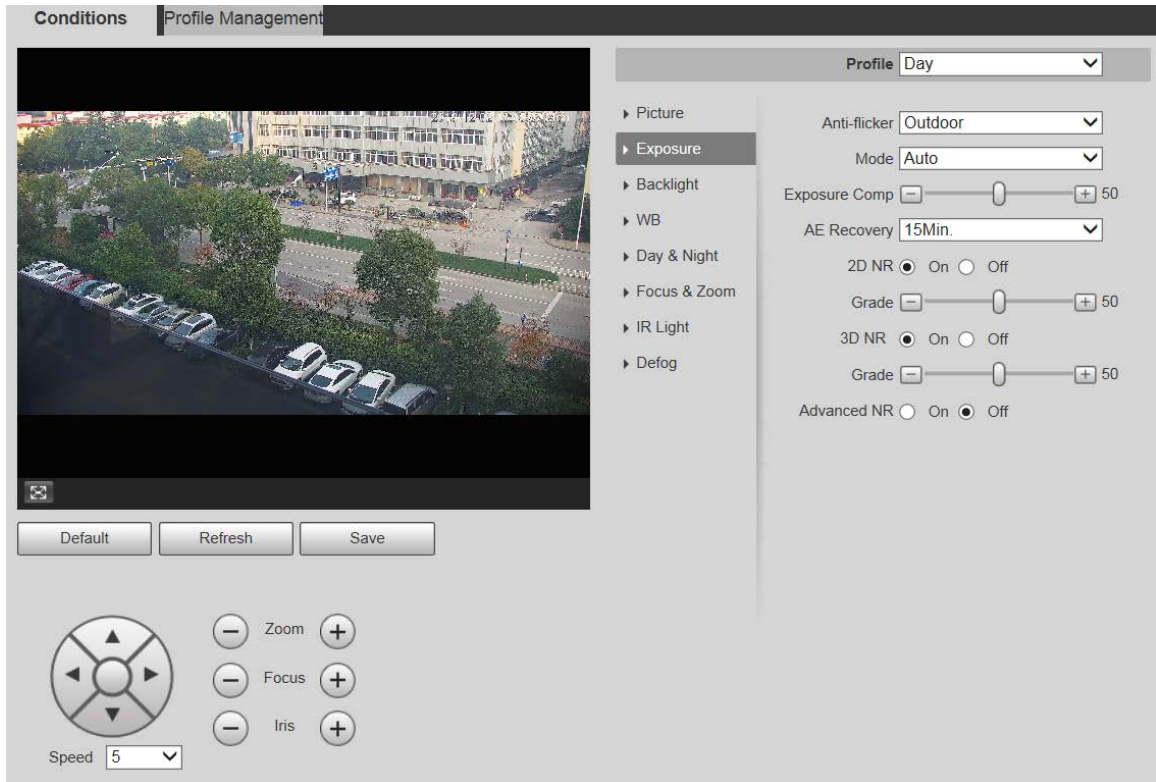 Conditions
Profile Management
Profile Day
Picture
Exposure
Backlight
WB
Day & Night
Focus & Zoom
IR Light
Defog
Anti-flicker Outdoor
Mode Auto
Exposure Comp 50
AE Recovery 15Min.
2D NR On Off
Grade 50
3D NR On Off
Grade 50
Advanced NR On Off
Default Refresh Save
Zoom
Focus
Iris
Speed 5